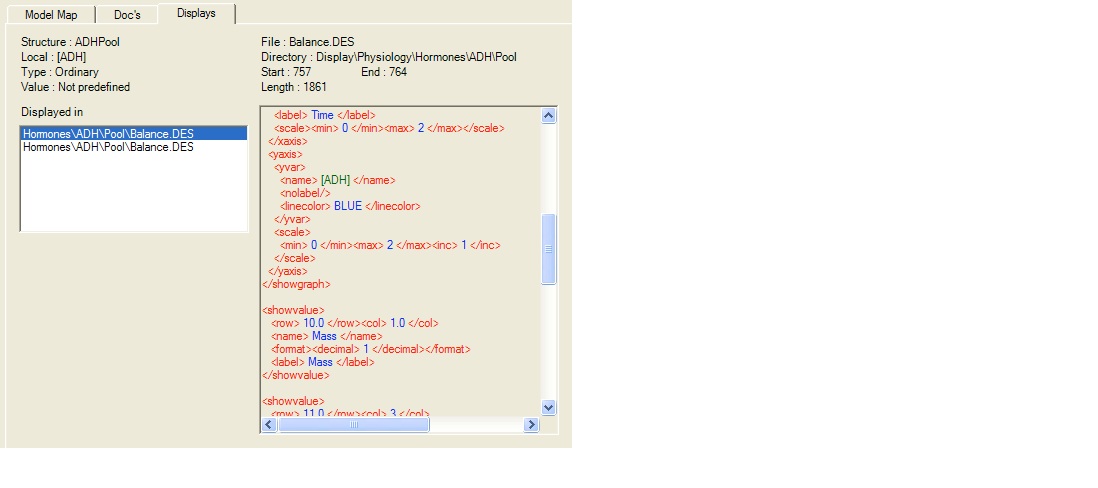 Model Map Doc's Displays
Structure : ADHPool
Local : [ADH]
Type : Ordinary
Value : Not predefined
Displayed in
Hormones\ADH\Pool\Balance.DES
Hormones\ADH\Pool\Balance.DES
File : Balance.DES
Directory : Display\Physiology\Hormones\ADH\Pool
Start : 757 End : 764
Length : 1861
<label> Time </label>
<scale><min> 0 </min><max> 2 </max></scale>
</xaxis>
<yaxis>
<yvar>
<name> [ADH] </name>
<nolabel/>
<linecolor> BLUE </linecolor>
</yvar>
<scale>
<min> 0 </min><max> 2 </max><inc> 1 </inc>
</scale>
</yaxis>
</showgraph>
<showvalue>
<row> 10.0 </row><col> 1.0 </col>
<name> Mass </name>
<format><decimal> 1 </decimal></format>
<label> Mass </label>
</showvalue>
<showvalue>
<row> 11.0 </row><col> 3 </col>